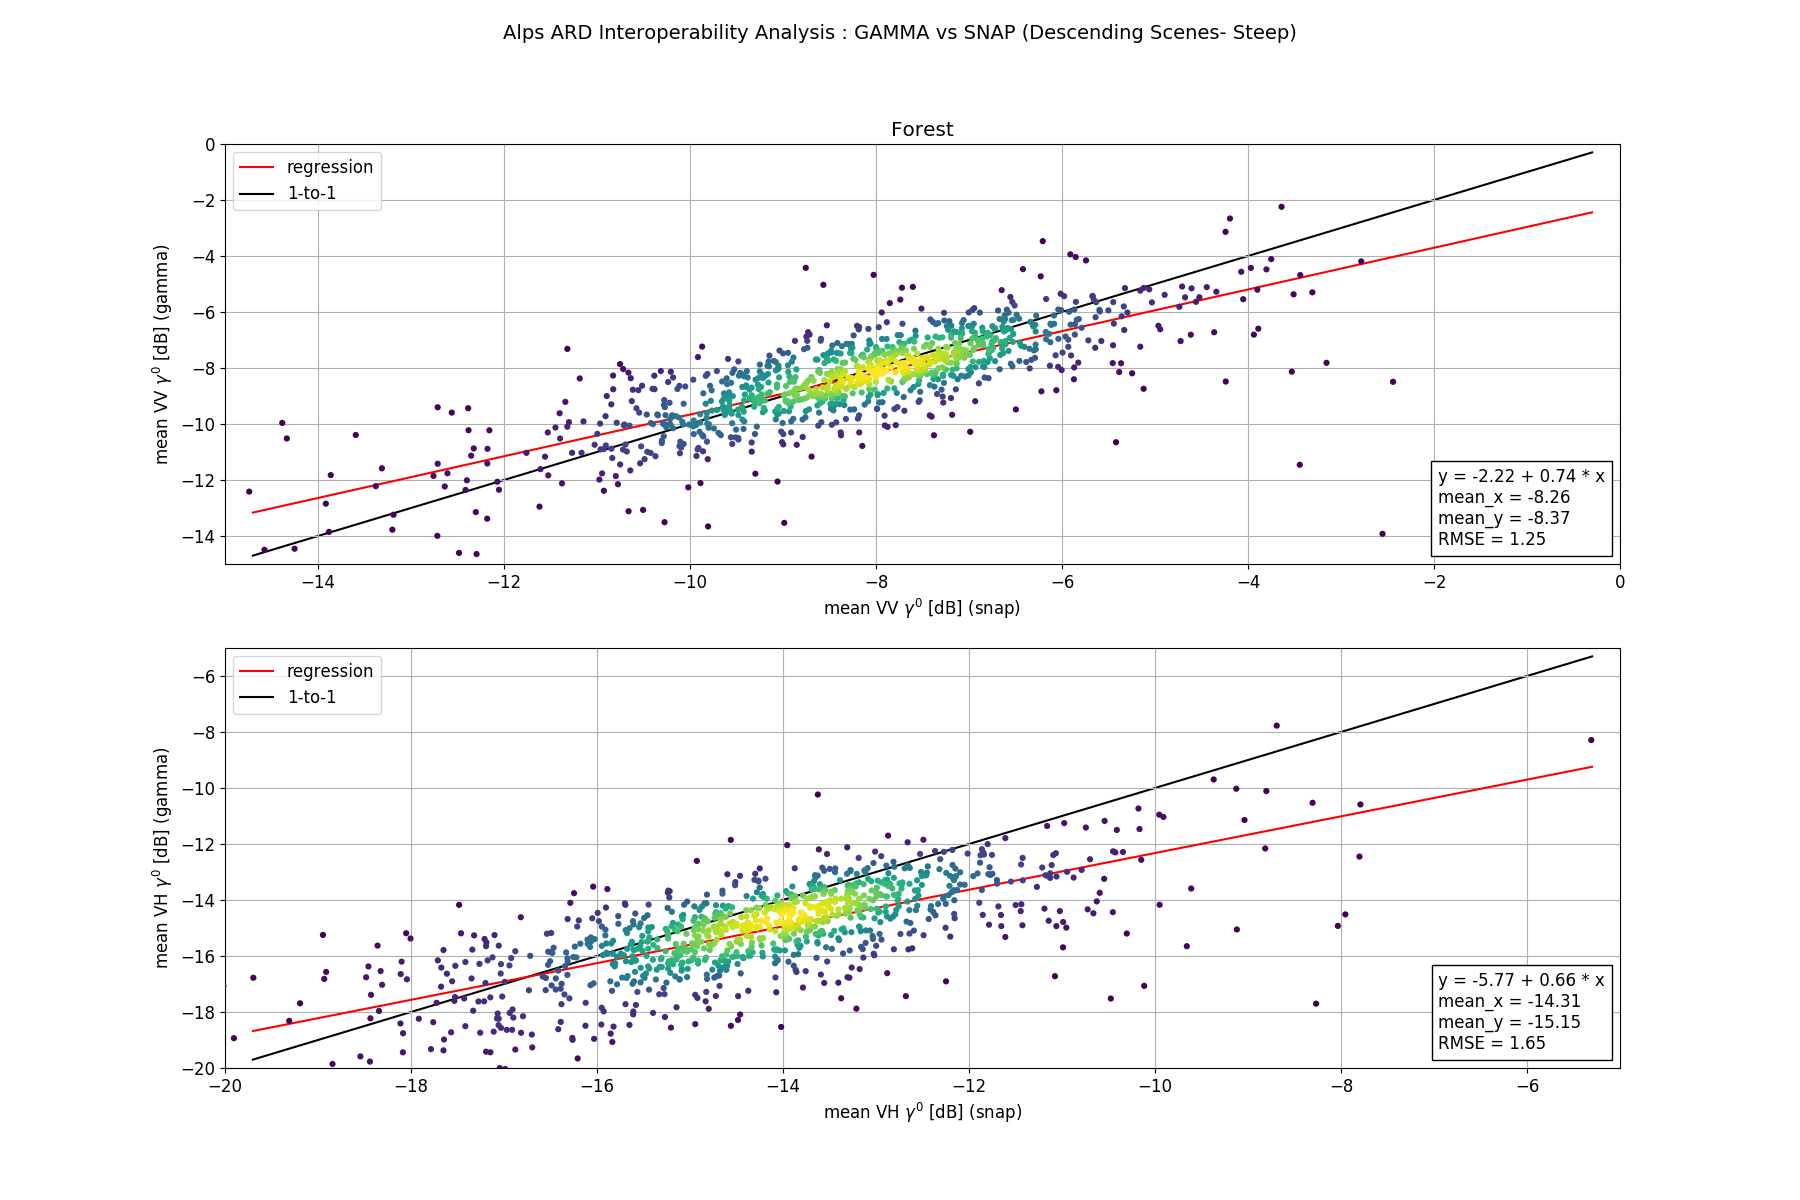 Alps ARD Interoperability Analysis : GAMMA vs SNAP (Descending Scenes- Steep)
Forest
regression
1-to-1
0
−2
−4
−6
−8
−10
−12
−14
mean VV γ⁰ [dB] (gamma)
y = -2.22 + 0.74 * x
mean_x = -8.26
mean_y = -8.37
RMSE = 1.25
−14 −12 −10 −8 −6 −4 −2 0
mean VV γ⁰ [dB] (snap)
regression
1-to-1
−6
−8
−10
−12
−14
−16
−18
−20
mean VH γ⁰ [dB] (gamma)
y = -5.77 + 0.66 * x
mean_x = -14.31
mean_y = -15.15
RMSE = 1.65
−20 −18 −16 −14 −12 −10 −8 −6
mean VH γ⁰ [dB] (snap)